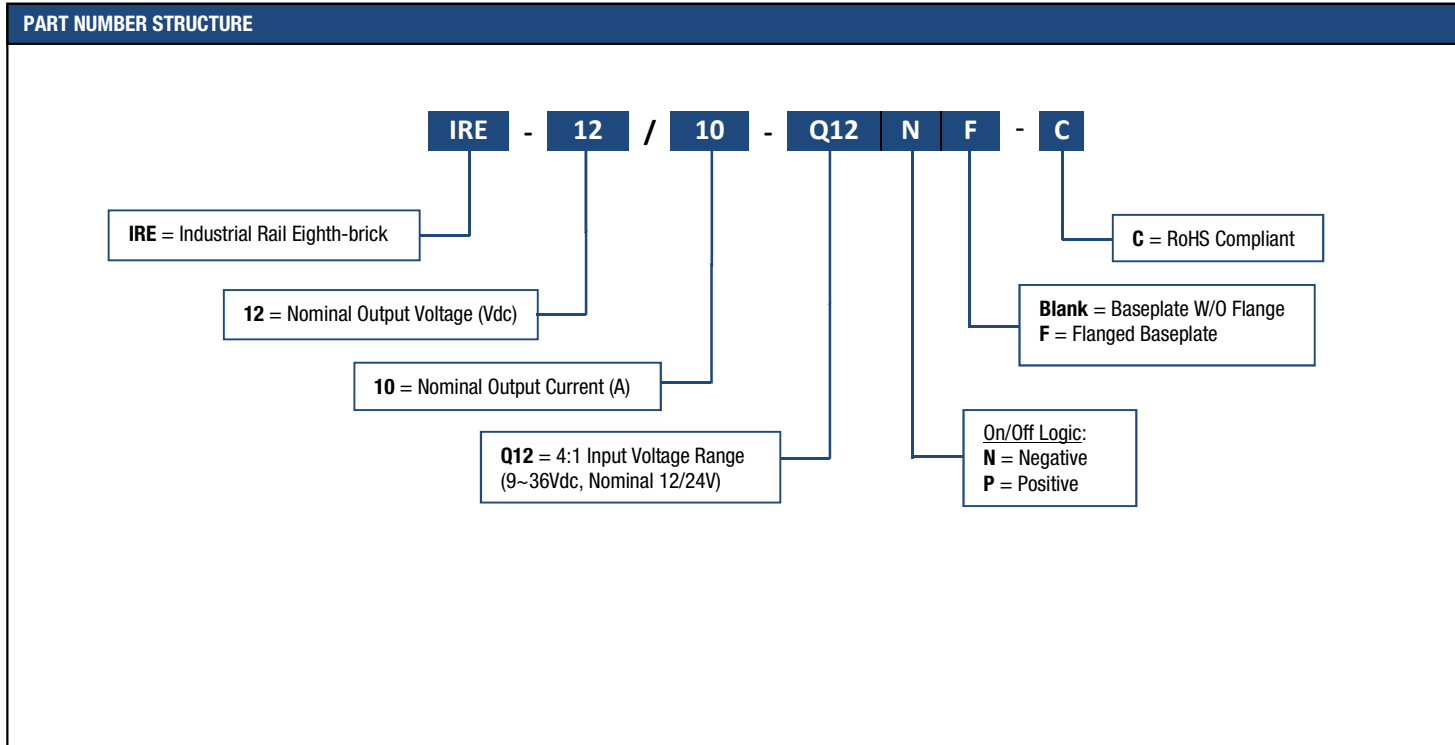 PART NUMBER STRUCTURE
IRE - 12 / 10 - Q12 N F - C
IRE = Industrial Rail Eighth-brick
C = RoHS Compliant
12 = Nominal Output Voltage (Vdc)
Blank = Baseplate W/O Flange
F = Flanged Baseplate
10 = Nominal Output Current (A)
Q12 = 4:1 Input Voltage Range
(9~36Vdc, Nominal 12/24V)
On/Off Logic:
N = Negative
P = Positive